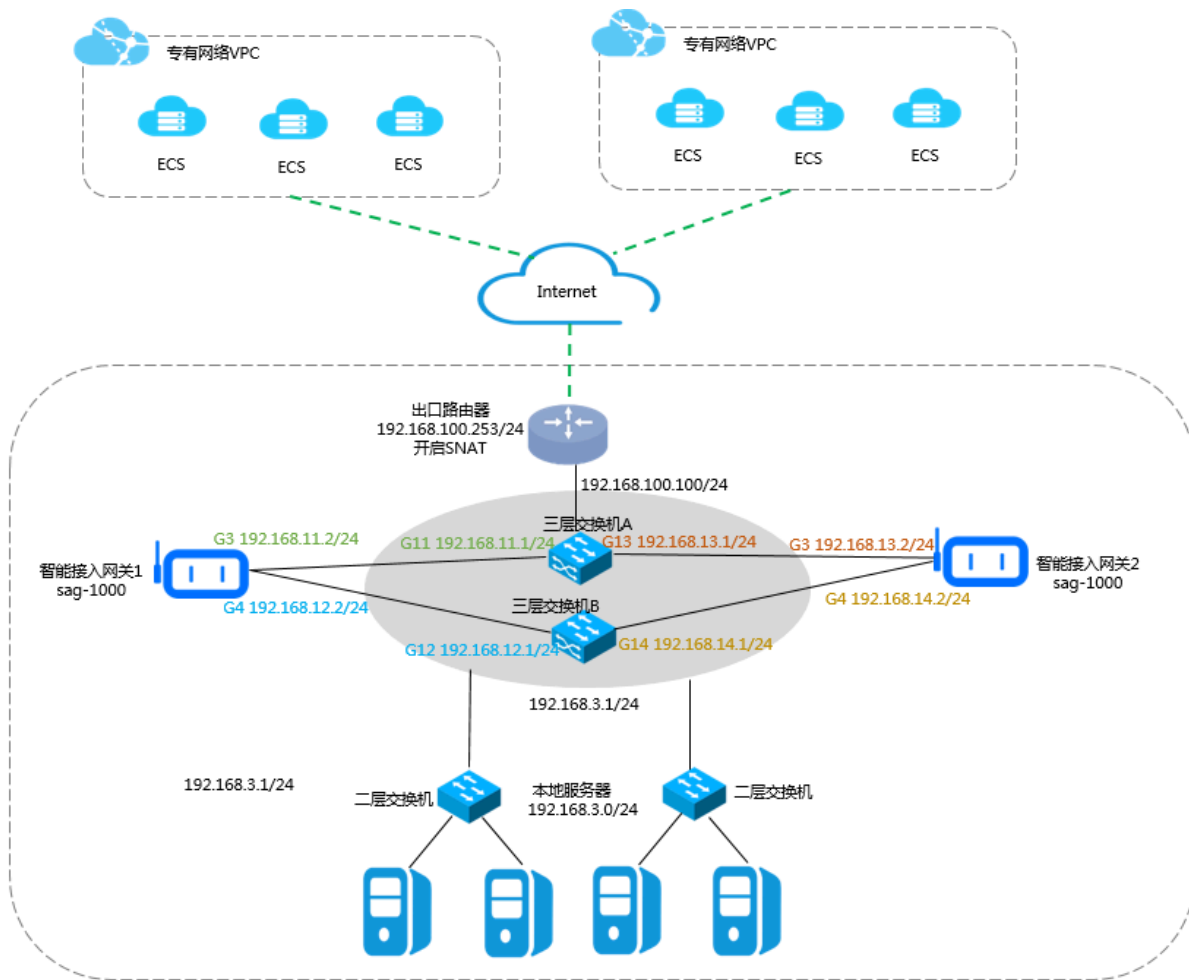 专有网络VPC
专有网络VPC
ECS
ECS
ECS
ECS
ECS
ECS
Internet
出口路由器
192.168.100.253/24
开启SNAT
192.168.100.100/24
三层交换机A
G3 192.168.11.2/24
G11 192.168.11.1/24
G13 192.168.13.1/24
G3 192.168.13.2/24
智能接入网关1
sag-1000
智能接入网关2
sag-1000
G4 192.168.12.2/24
三层交换机B
G4 192.168.14.2/24
G12 192.168.12.1/24
G14 192.168.14.1/24
192.168.3.1/24
192.168.3.1/24
二层交换机
本地服务器
192.168.3.0/24
二层交换机